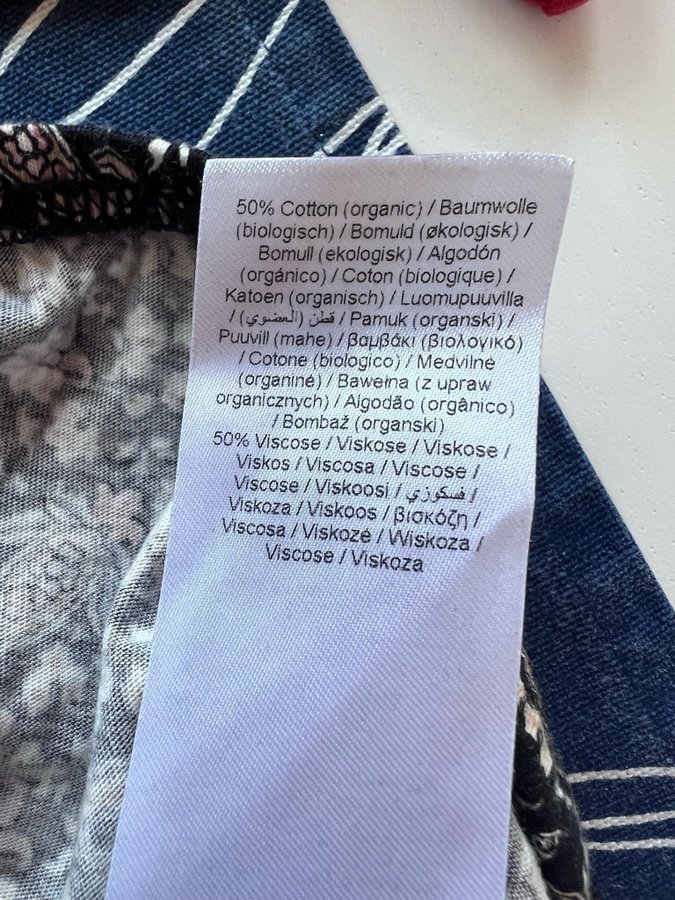 50% Cotton (organic) / Baumwolle
(biologisch) / Bomuld (økologisk) /
Bomull (ekologisk) / Algodón
(orgánico) / Coton (biologique) /
Katoen (organisch) / Luomupuuvilla
/ قطن (العضوي) / Pamuk (organski) /
Puuvill (mahe) / βαμβάκι (βιολογικό)
/ Cotone (biologico) / Medvilnė
(organinė) / Bawełna (z upraw
organicznych) / Algodão (orgânico)
/ Bombaž (organski)
50% Viscose / Viskose / Viskose /
Viskos / Viscosa / Viscose /
Viscose / Viskoosi / فسكوزي /
Viskoza / Viskoos / βισκόζη /
Viscosa / Viskozė / Wiskoza /
Viscose / Viskoza